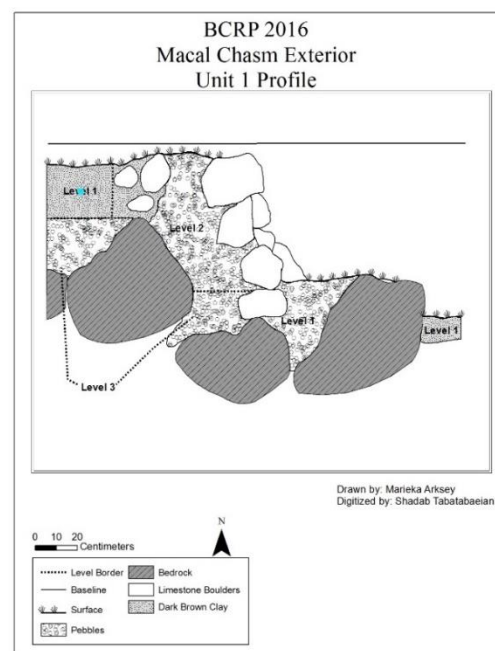 BCRP 2016
Macal Chasm Exterior
Unit 1 Profile
Level 1
Level 2
Level 1
Level 1
Level 3
Drawn by: Marieka Arksey
Digitized by: Shadab Tabatabaeian
N
0 10 20
Centimeters
Level Border
Baseline
Surface
Pebbles
Bedrock
Limestone Boulders
Dark Brown Clay